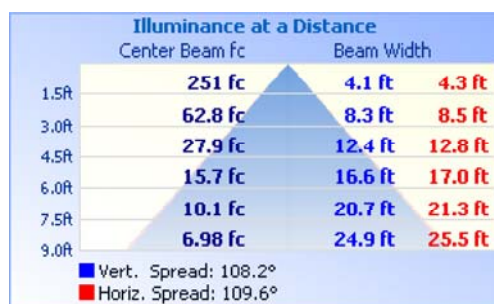 Illuminance at a Distance
Center Beam fc Beam Width
1.5ft 251 fc 4.1 ft 4.3 ft
3.0ft 62.8 fc 8.3 ft 8.5 ft
4.5ft 27.9 fc 12.4 ft 12.8 ft
6.0ft 15.7 fc 16.6 ft 17.0 ft
7.5ft 10.1 fc 20.7 ft 21.3 ft
9.0ft 6.98 fc 24.9 ft 25.5 ft
Vert. Spread: 108.2°
Horiz. Spread: 109.6°